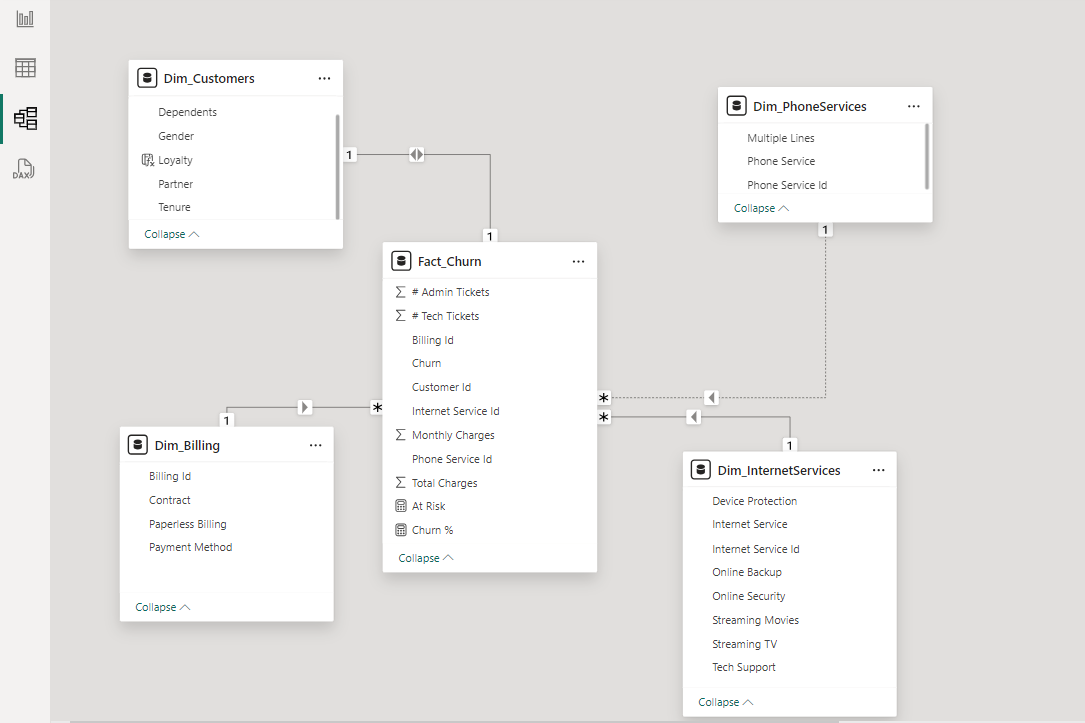 DAX
Dim_Customers
Dependents
Gender
Loyalty
Partner
Tenure
Collapse
1
1
Dim_PhoneServices
Multiple Lines
Phone Service
Phone Service Id
Collapse
1
Fact_Churn
# Admin Tickets
# Tech Tickets
Billing Id
Churn
Customer Id
Internet Service Id
Monthly Charges
Phone Service Id
Total Charges
At Risk
Churn %
Collapse
*
*
*
1
Dim_Billing
Billing Id
Contract
Paperless Billing
Payment Method
Collapse
1
Dim_InternetServices
Device Protection
Internet Service
Internet Service Id
Online Backup
Online Security
Streaming Movies
Streaming TV
Tech Support
Collapse